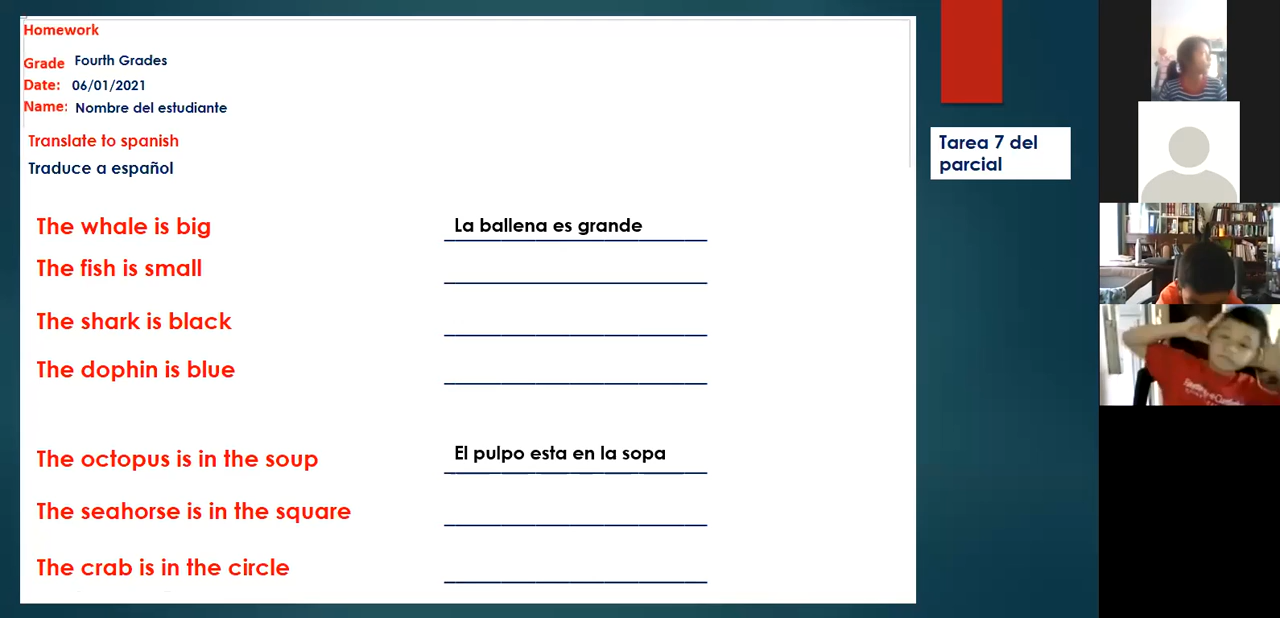 Homework
Grade Fourth Grades
Date: 06/01/2021
Name: Nombre del estudiante
Translate to spanish
Traduce a español
The whale is big La ballena es grande
The fish is small
The shark is black
The dophin is blue
The octopus is in the soup El pulpo esta en la sopa
The seahorse is in the square
The crab is in the circle
Tarea 7 del
parcial